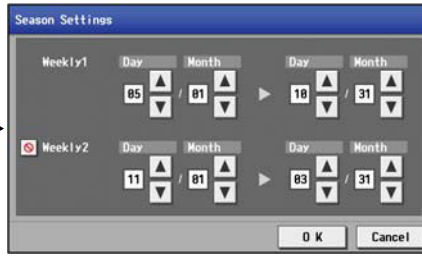 Season Settings
Weekly1
Day Month Day Month
05 / 01 10 / 31
Weekly2
Day Month Day Month
11 / 01 03 / 31
O K Cancel